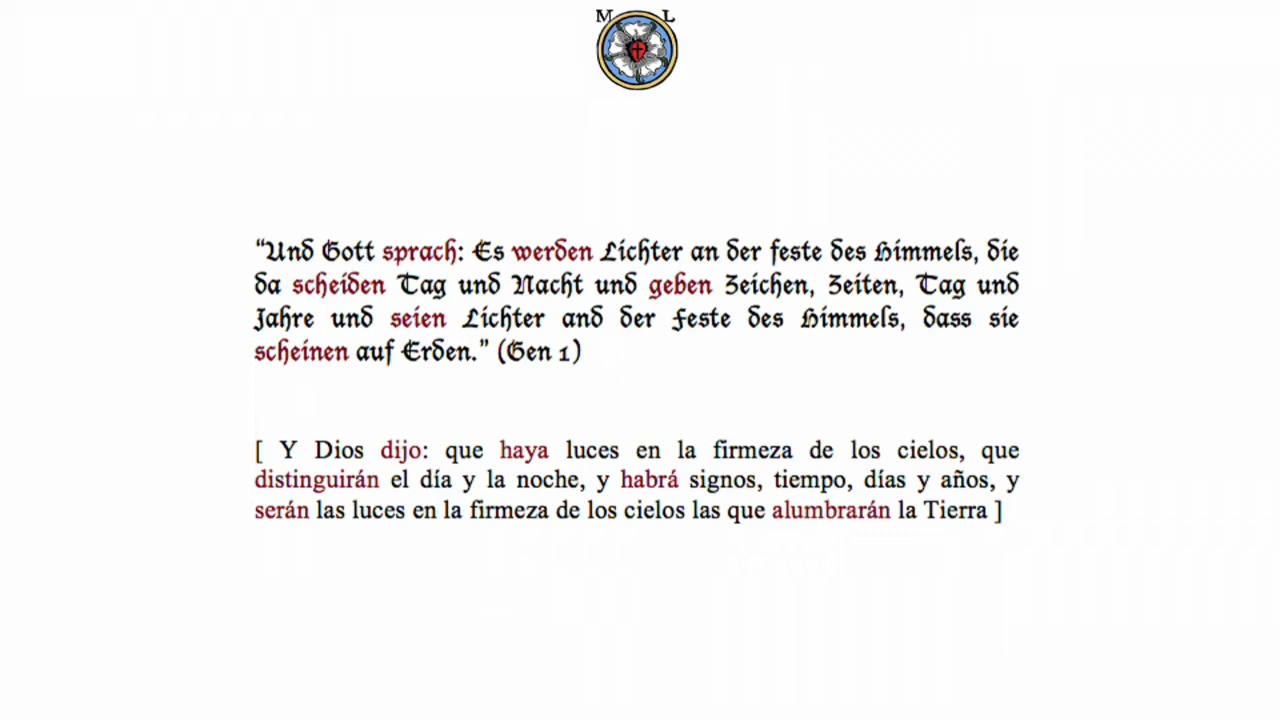 M L
“Und Gott sprach: Es werden Lichter an der feste des Himmels, die
da scheiden Tag und Nacht und geben Zeichen, Zeiten, Tag und
Jahre und seien Lichter and der Feste des Himmels, dass sie
scheinen auf Erden.” (Gen 1)
[ Y Dios dijo: que haya luces en la firmeza de los cielos, que
distinguirán el día y la noche, y habrá signos, tiempo, días y años, y
serán las luces en la firmeza de los cielos las que alumbrarán la Tierra ]